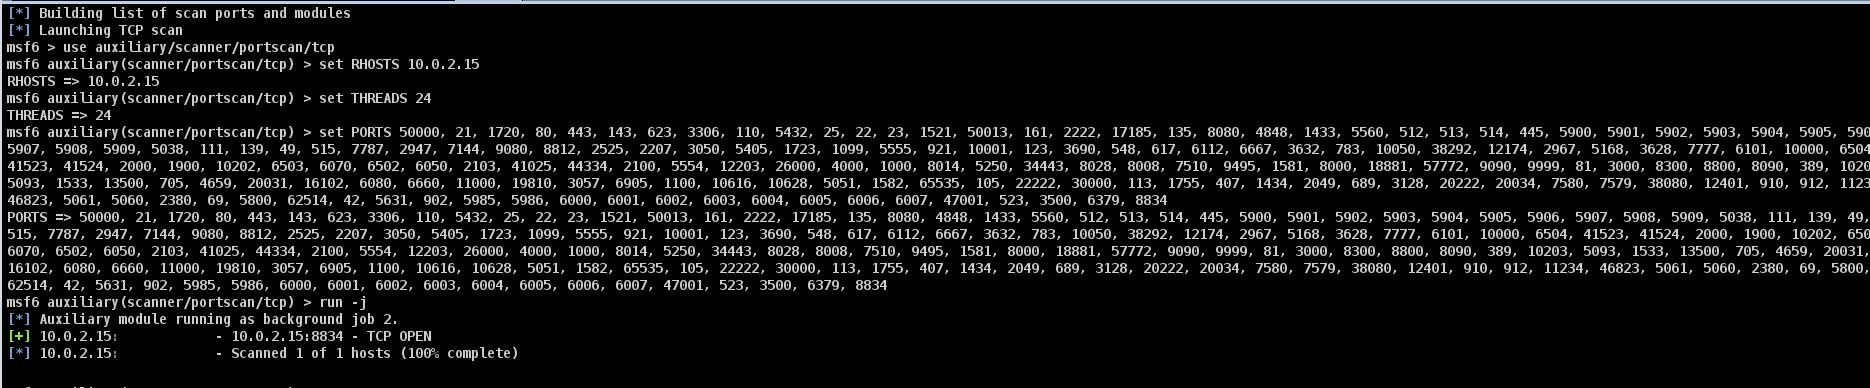 [*] Building list of scan ports and modules
[*] Launching TCP scan
msf6 > use auxiliary/scanner/portscan/tcp
msf6 auxiliary(scanner/portscan/tcp) > set RHOSTS 10.0.2.15
RHOSTS => 10.0.2.15
msf6 auxiliary(scanner/portscan/tcp) > set THREADS 24
THREADS => 24
msf6 auxiliary(scanner/portscan/tcp) > set PORTS 50000, 21, 1720, 80, 443, 143, 623, 3306, 110, 5432, 25, 22, 23, 1521, 50013, 161, 2222, 17185, 135, 8080, 4848, 1433, 5560, 512, 513, 514, 445, 5900, 5901, 5902, 5903, 5904, 5905, 590
5907, 5908, 5909, 5038, 111, 139, 49, 515, 7787, 2947, 7144, 9080, 8812, 2525, 2207, 3050, 5405, 1723, 1099, 5555, 921, 10001, 123, 3690, 548, 617, 6112, 6667, 3632, 783, 10050, 38292, 12174, 2967, 5168, 3628, 7777, 6101, 10000, 6504
41523, 41524, 2000, 1900, 10202, 6503, 6070, 6502, 6050, 2103, 41025, 44334, 2100, 5554, 12203, 26000, 4000, 1000, 8014, 5250, 34443, 8028, 8008, 7510, 9495, 1581, 8000, 18881, 57772, 9090, 9999, 81, 3000, 8300, 8800, 8090, 389, 1020
5093, 1533, 13500, 705, 4659, 20031, 16102, 6080, 6660, 11000, 19810, 3057, 6905, 1100, 10616, 10628, 5051, 1582, 65535, 105, 22222, 30000, 113, 1755, 407, 1434, 2049, 689, 3128, 20222, 20034, 7580, 7579, 38080, 12401, 910, 912, 1123
46823, 5061, 5060, 2380, 69, 5800, 62514, 42, 5631, 902, 5985, 5986, 6000, 6001, 6002, 6003, 6004, 6005, 6006, 6007, 47001, 523, 3500, 6379, 8834
PORTS => 50000, 21, 1720, 80, 443, 143, 623, 3306, 110, 5432, 25, 22, 23, 1521, 50013, 161, 2222, 17185, 135, 8080, 4848, 1433, 5560, 512, 513, 514, 445, 5900, 5901, 5902, 5903, 5904, 5905, 5906, 5907, 5908, 5909, 5038, 111, 139, 49,
515, 7787, 2947, 7144, 9080, 8812, 2525, 2207, 3050, 5405, 1723, 1099, 5555, 921, 10001, 123, 3690, 548, 617, 6112, 6667, 3632, 783, 10050, 38292, 12174, 2967, 5168, 3628, 7777, 6101, 10000, 6504, 41523, 41524, 2000, 1900, 10202, 650
6070, 6502, 6050, 2103, 41025, 44334, 2100, 5554, 12203, 26000, 4000, 1000, 8014, 5250, 34443, 8028, 8008, 7510, 9495, 1581, 8000, 18881, 57772, 9090, 9999, 81, 3000, 8300, 8800, 8090, 389, 10203, 5093, 1533, 13500, 705, 4659, 20031,
16102, 6080, 6660, 11000, 19810, 3057, 6905, 1100, 10616, 10628, 5051, 1582, 65535, 105, 22222, 30000, 113, 1755, 407, 1434, 2049, 689, 3128, 20222, 20034, 7580, 7579, 38080, 12401, 910, 912, 11234, 46823, 5061, 5060, 2380, 69, 5800,
62514, 42, 5631, 902, 5985, 5986, 6000, 6001, 6002, 6003, 6004, 6005, 6006, 6007, 47001, 523, 3500, 6379, 8834
msf6 auxiliary(scanner/portscan/tcp) > run -j
[*] Auxiliary module running as background job 2.
[+] 10.0.2.15: - 10.0.2.15:8834 - TCP OPEN
[*] 10.0.2.15: - Scanned 1 of 1 hosts (100% complete)